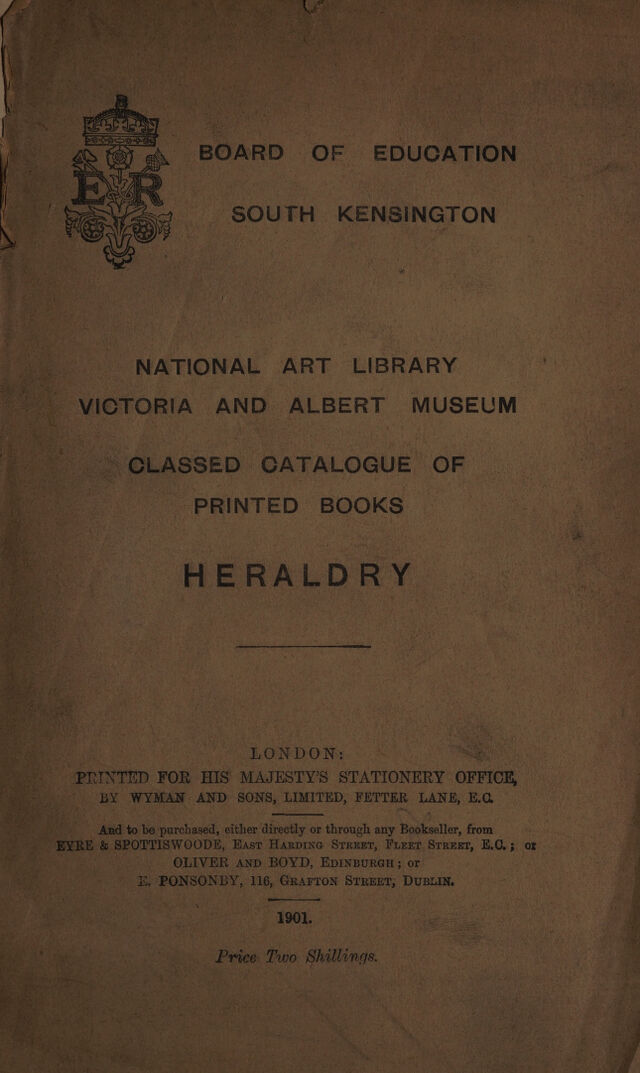 E R
BOARD OF EDUCATION
SOUTH KENSINGTON
NATIONAL ART LIBRARY
VICTORIA AND ALBERT MUSEUM
CLASSED CATALOGUE OF
PRINTED BOOKS
HERALDRY
LONDON:
PRINTED FOR HIS MAJESTY'S STATIONERY OFFICE,
BY WYMAN AND SONS, LIMITED, FETTER LANE, E.C.
And to be purchased, either directly or through any Bookseller, from
EYRE & SPOTTISWOODE, EAST HARDING STREET, FLEET STREET, E.C.; or
OLIVER AND BOYD, EDINBURGH; or
E. PONSONBY, 116, GRAFTON STREET, DUBLIN.
1901.
Price Two Shillings.